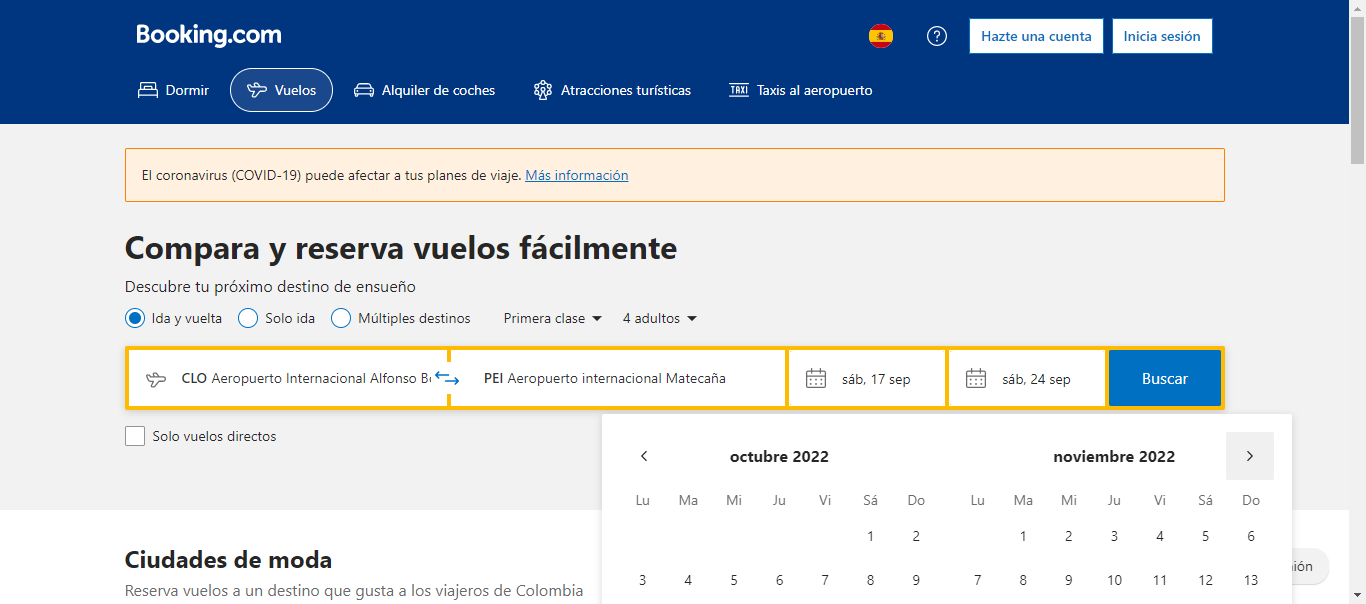 Booking.com
Hazte una cuenta
Inicia sesión
Dormir
Vuelos
Alquiler de coches
Atracciones turísticas
TAXI
Taxis al aeropuerto
El coronavirus (COVID-19) puede afectar a tus planes de viaje. Más información
Compara y reserva vuelos fácilmente
Descubre tu próximo destino de ensueño
Ida y vuelta
Solo ida
Múltiples destinos
Primera clase
4 adultos
CLO Aeropuerto Internacional Alfonso
PEI Aeropuerto internacional Matecaña
sáb, 17 sep
sáb, 24 sep
Buscar
Solo vuelos directos
octubre 2022
Lu Ma Mi Ju Vi Sá Do
1 2
3 4 5 6 7 8 9
noviembre 2022
Lu Ma Mi Ju Vi Sá Do
1 2 3 4 5 6
7 8 9 10 11 12 13
Ciudades de moda
Reserva vuelos a un destino que gusta a los viajeros de Colombia